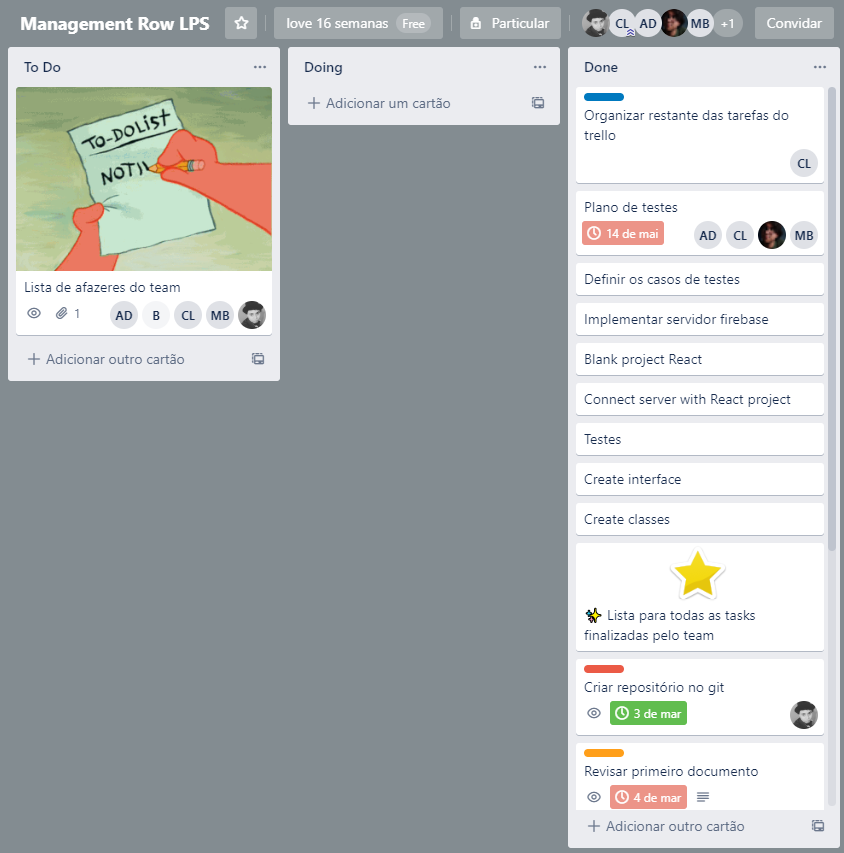 Management Row LPS
love 16 semanas Free
Particular
CL AD MB +1
Convidar
To Do
TO-DO LIST
NOTI
Lista de afazeres do team
1
AD B CL MB
Adicionar outro cartão
Doing
Adicionar um cartão
Done
Organizar restante das tarefas do
trello
CL
Plano de testes
14 de mai
AD CL MB
Definir os casos de testes
Implementar servidor firebase
Blank project React
Connect server with React project
Testes
Create interface
Create classes
✨ Lista para todas as tasks
finalizadas pelo team
Criar repositório no git
3 de mar
Revisar primeiro documento
4 de mar
Adicionar outro cartão